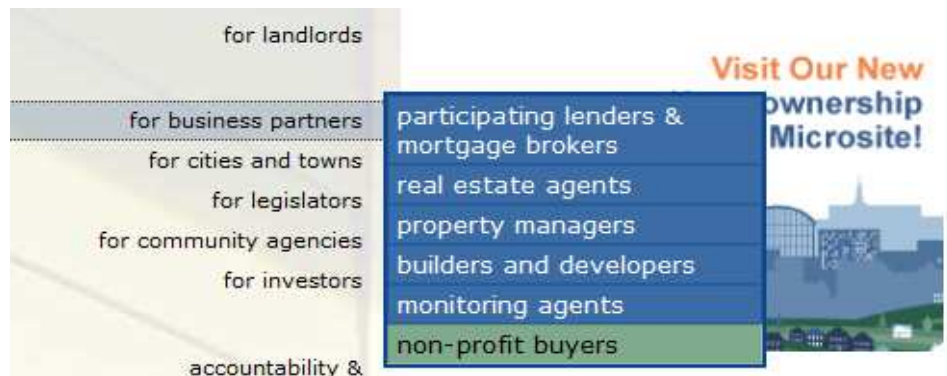 for landlords
for business partners
for cities and towns
for legislators
for community agencies
for investors
accountability &
participating lenders &
mortgage brokers
real estate agents
property managers
builders and developers
monitoring agents
non-profit buyers
Visit Our New
ownership
Microsite!